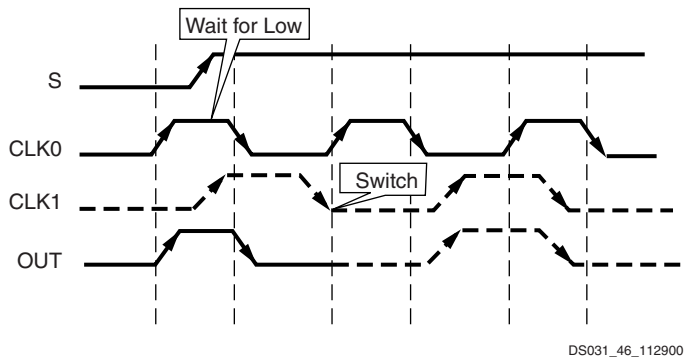 Wait for Low
S
CLK0
CLK1
Switch
OUT
DS031_46_112900